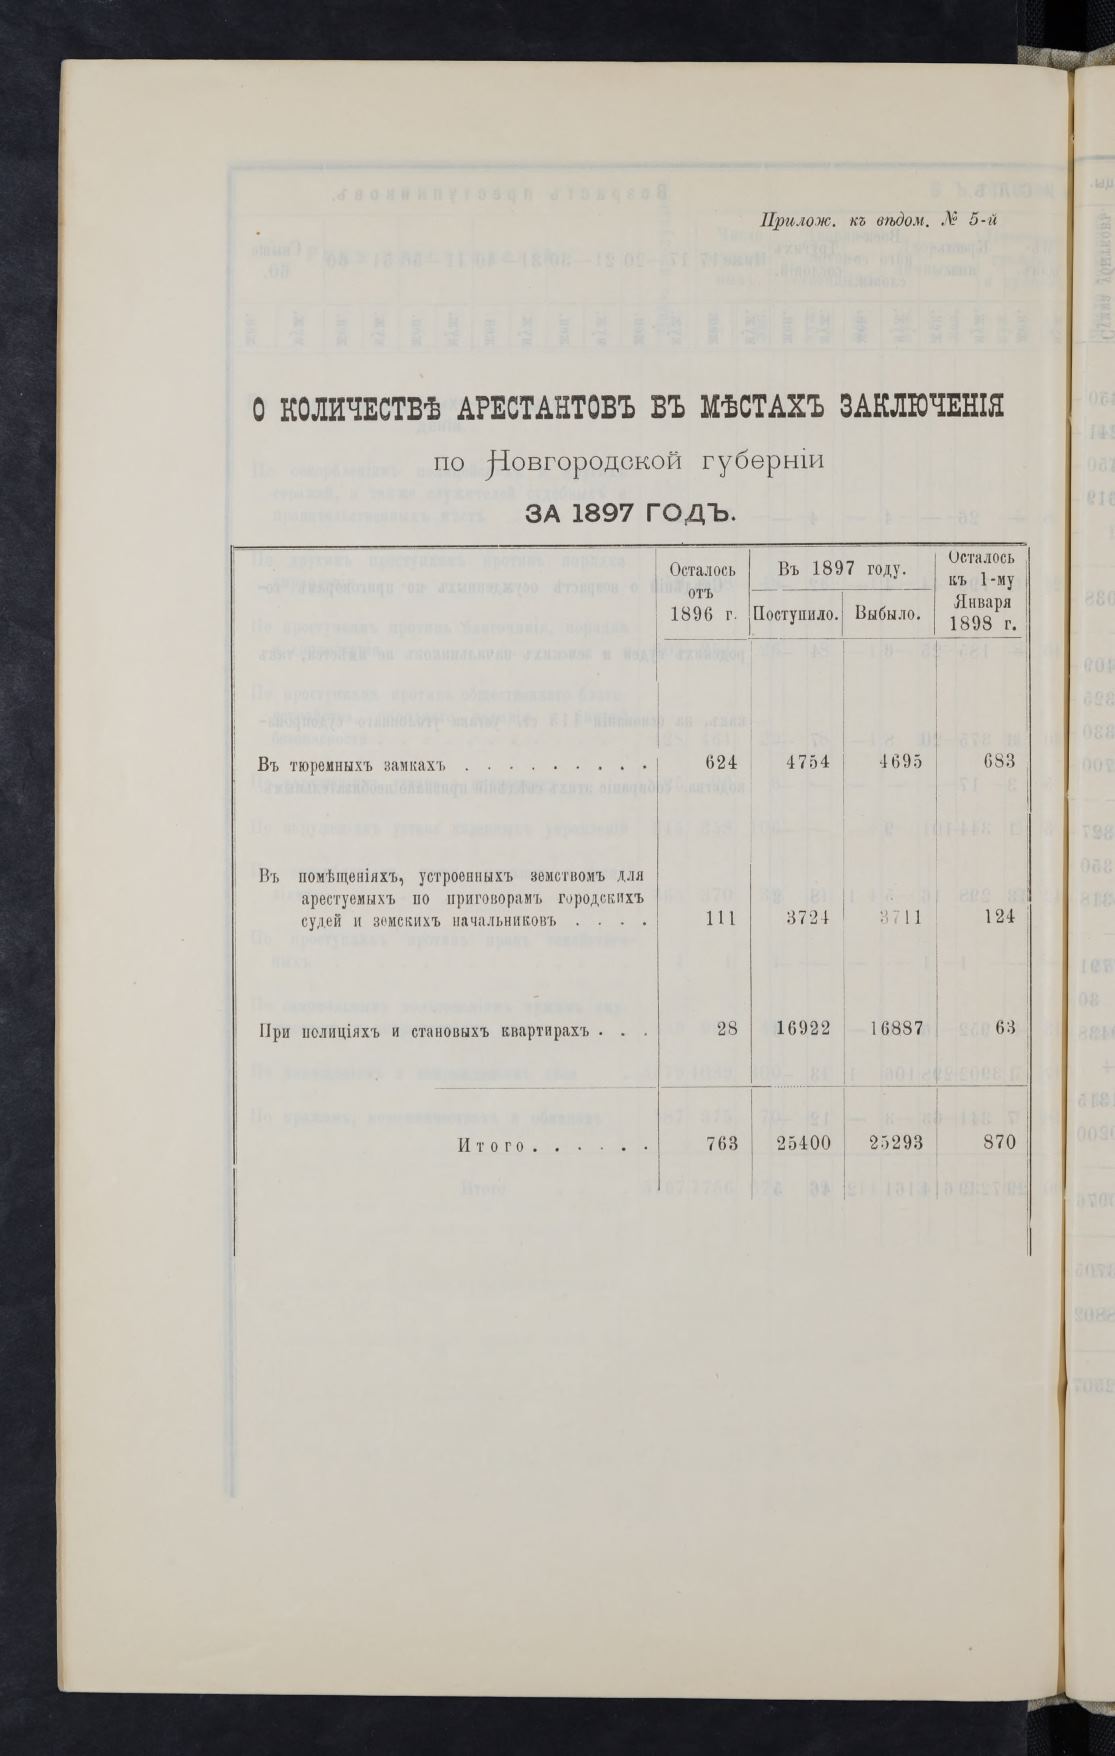 Прилож. къ вѣдом. № 5-й
О КОЛИЧЕСТВѢ АРЕСТАНТОВЪ ВЪ МѢСТАХЪ ЗАКЛЮЧЕНІЯ
по Новгородской губерніи
ЗА 1897 ГОДЪ.
Осталось отъ 1896 г. Въ 1897 году. Осталось къ 1-му Января 1898 г.
Поступило. Выбыло.
Въ тюремныхъ замкахъ . . . . . . . . . 624 4754 4695 683
Въ помѣщеніяхъ, устроенныхъ земствомъ для
арестуемыхъ по приговорамъ городскихъ
судей и земскихъ начальниковъ . . . . 111 3724 3711 124
При полиціяхъ и становыхъ квартирахъ . . . 28 16922 16887 63
Итого . . . . . . 763 25400 25293 870